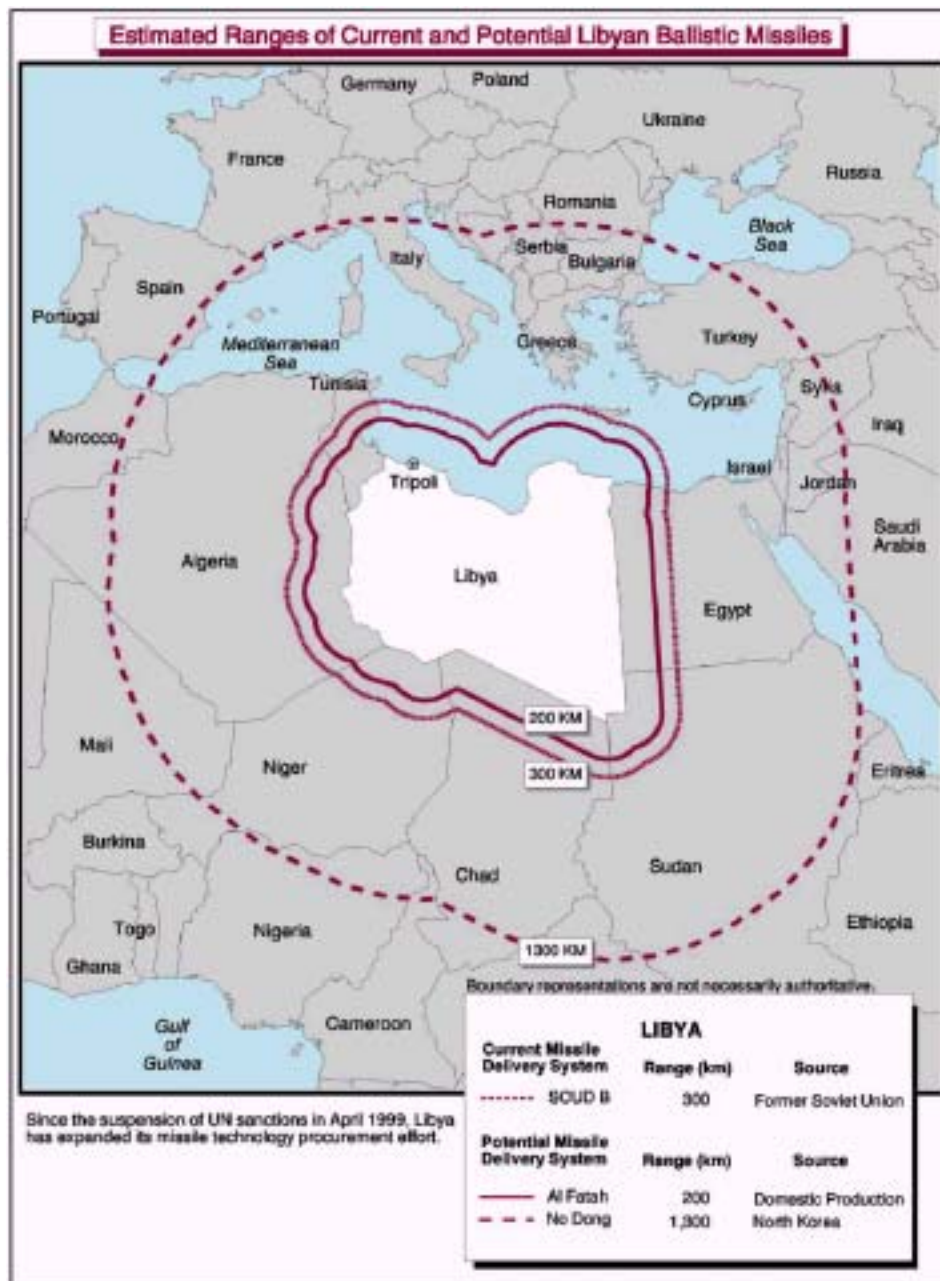 Estimated Ranges of Current and Potential Libyan Ballistic Missiles
Germany
Poland
Ukraine
France
Russia
Romania
Black
Sea
Serbia
Italy
Bulgaria
Spain
Portugal
Greece
Turkey
Mediterranean
Sea
Tunisia
Syria
Cyprus
Iraq
Morocco
Israel
Jordan
Tripoli
Saudi
Arabia
Algeria
Libya
Egypt
200 KM
Mali
Niger
300 KM
Eritrea
Burkina
Chad
Sudan
Togo
Nigeria
Ethiopia
Ghana
1300 KM
Boundary representations are not necessarily authoritative.
Gulf
of
Guinea
Cameroon
LIBYA
Current Missile
Delivery System Range (km) Source
SCUD B 300 Former Soviet Union
Since the suspension of UN sanctions in April 1999, Libya
has expanded its missile technology procurement effort.
Potential Missile
Delivery System Range (km) Source
Al Fatah 200 Domestic Production
No Dong 1,300 North Korea